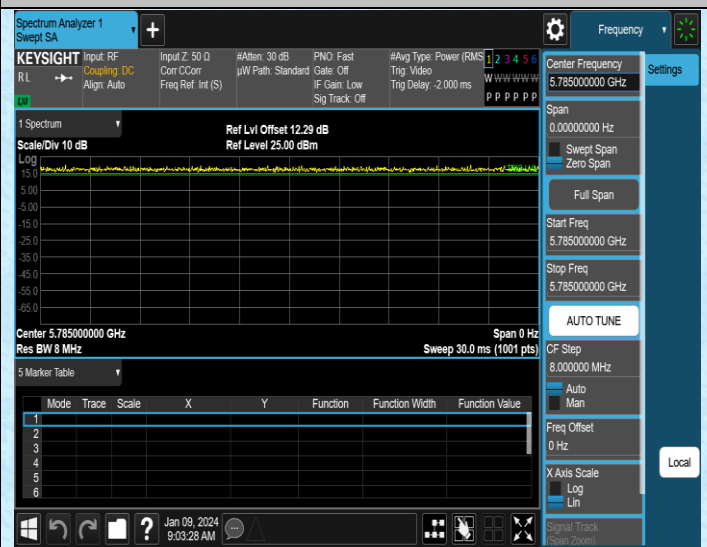 Spectrum Analyzer 1
Swept SA
Frequency
KEYSIGHT
RL
LXI
Input: RF
Coupling: DC
Align: Auto
Input Z: 50 Ω
Corr CCorr
Freq Ref: Int (S)
#Atten: 30 dB
µW Path: Standard
PNO: Fast
Gate: Off
IF Gain: Low
Sig Track: Off
#Avg Type: Power (RMS
Trig: Video
Trig Delay: -2.000 ms
1 2 3 4 5 6
W W W W W W
P P P P P P
1 Spectrum
Scale/Div 10 dB
Ref Lvl Offset 12.29 dB
Ref Level 25.00 dBm
Log
15.0
5.00
-5.00
-15.0
-25.0
-35.0
-45.0
-55.0
-65.0
Center 5.785000000 GHz
Span 0 Hz
Res BW 8 MHz
Sweep 30.0 ms (1001 pts)
5 Marker Table
Mode Trace Scale X Y Function Function Width Function Value
1
2
3
4
5
6
Jan 09, 2024
9:03:28 AM
Center Frequency
5.785000000 GHz
Span
0.00000000 Hz
Swept Span
Zero Span
Full Span
Start Freq
5.785000000 GHz
Stop Freq
5.785000000 GHz
AUTO TUNE
CF Step
8.000000 MHz
Auto
Man
Freq Offset
0 Hz
X Axis Scale
Log
Lin
Signal Track
(Span Zoom)
Settings
Local